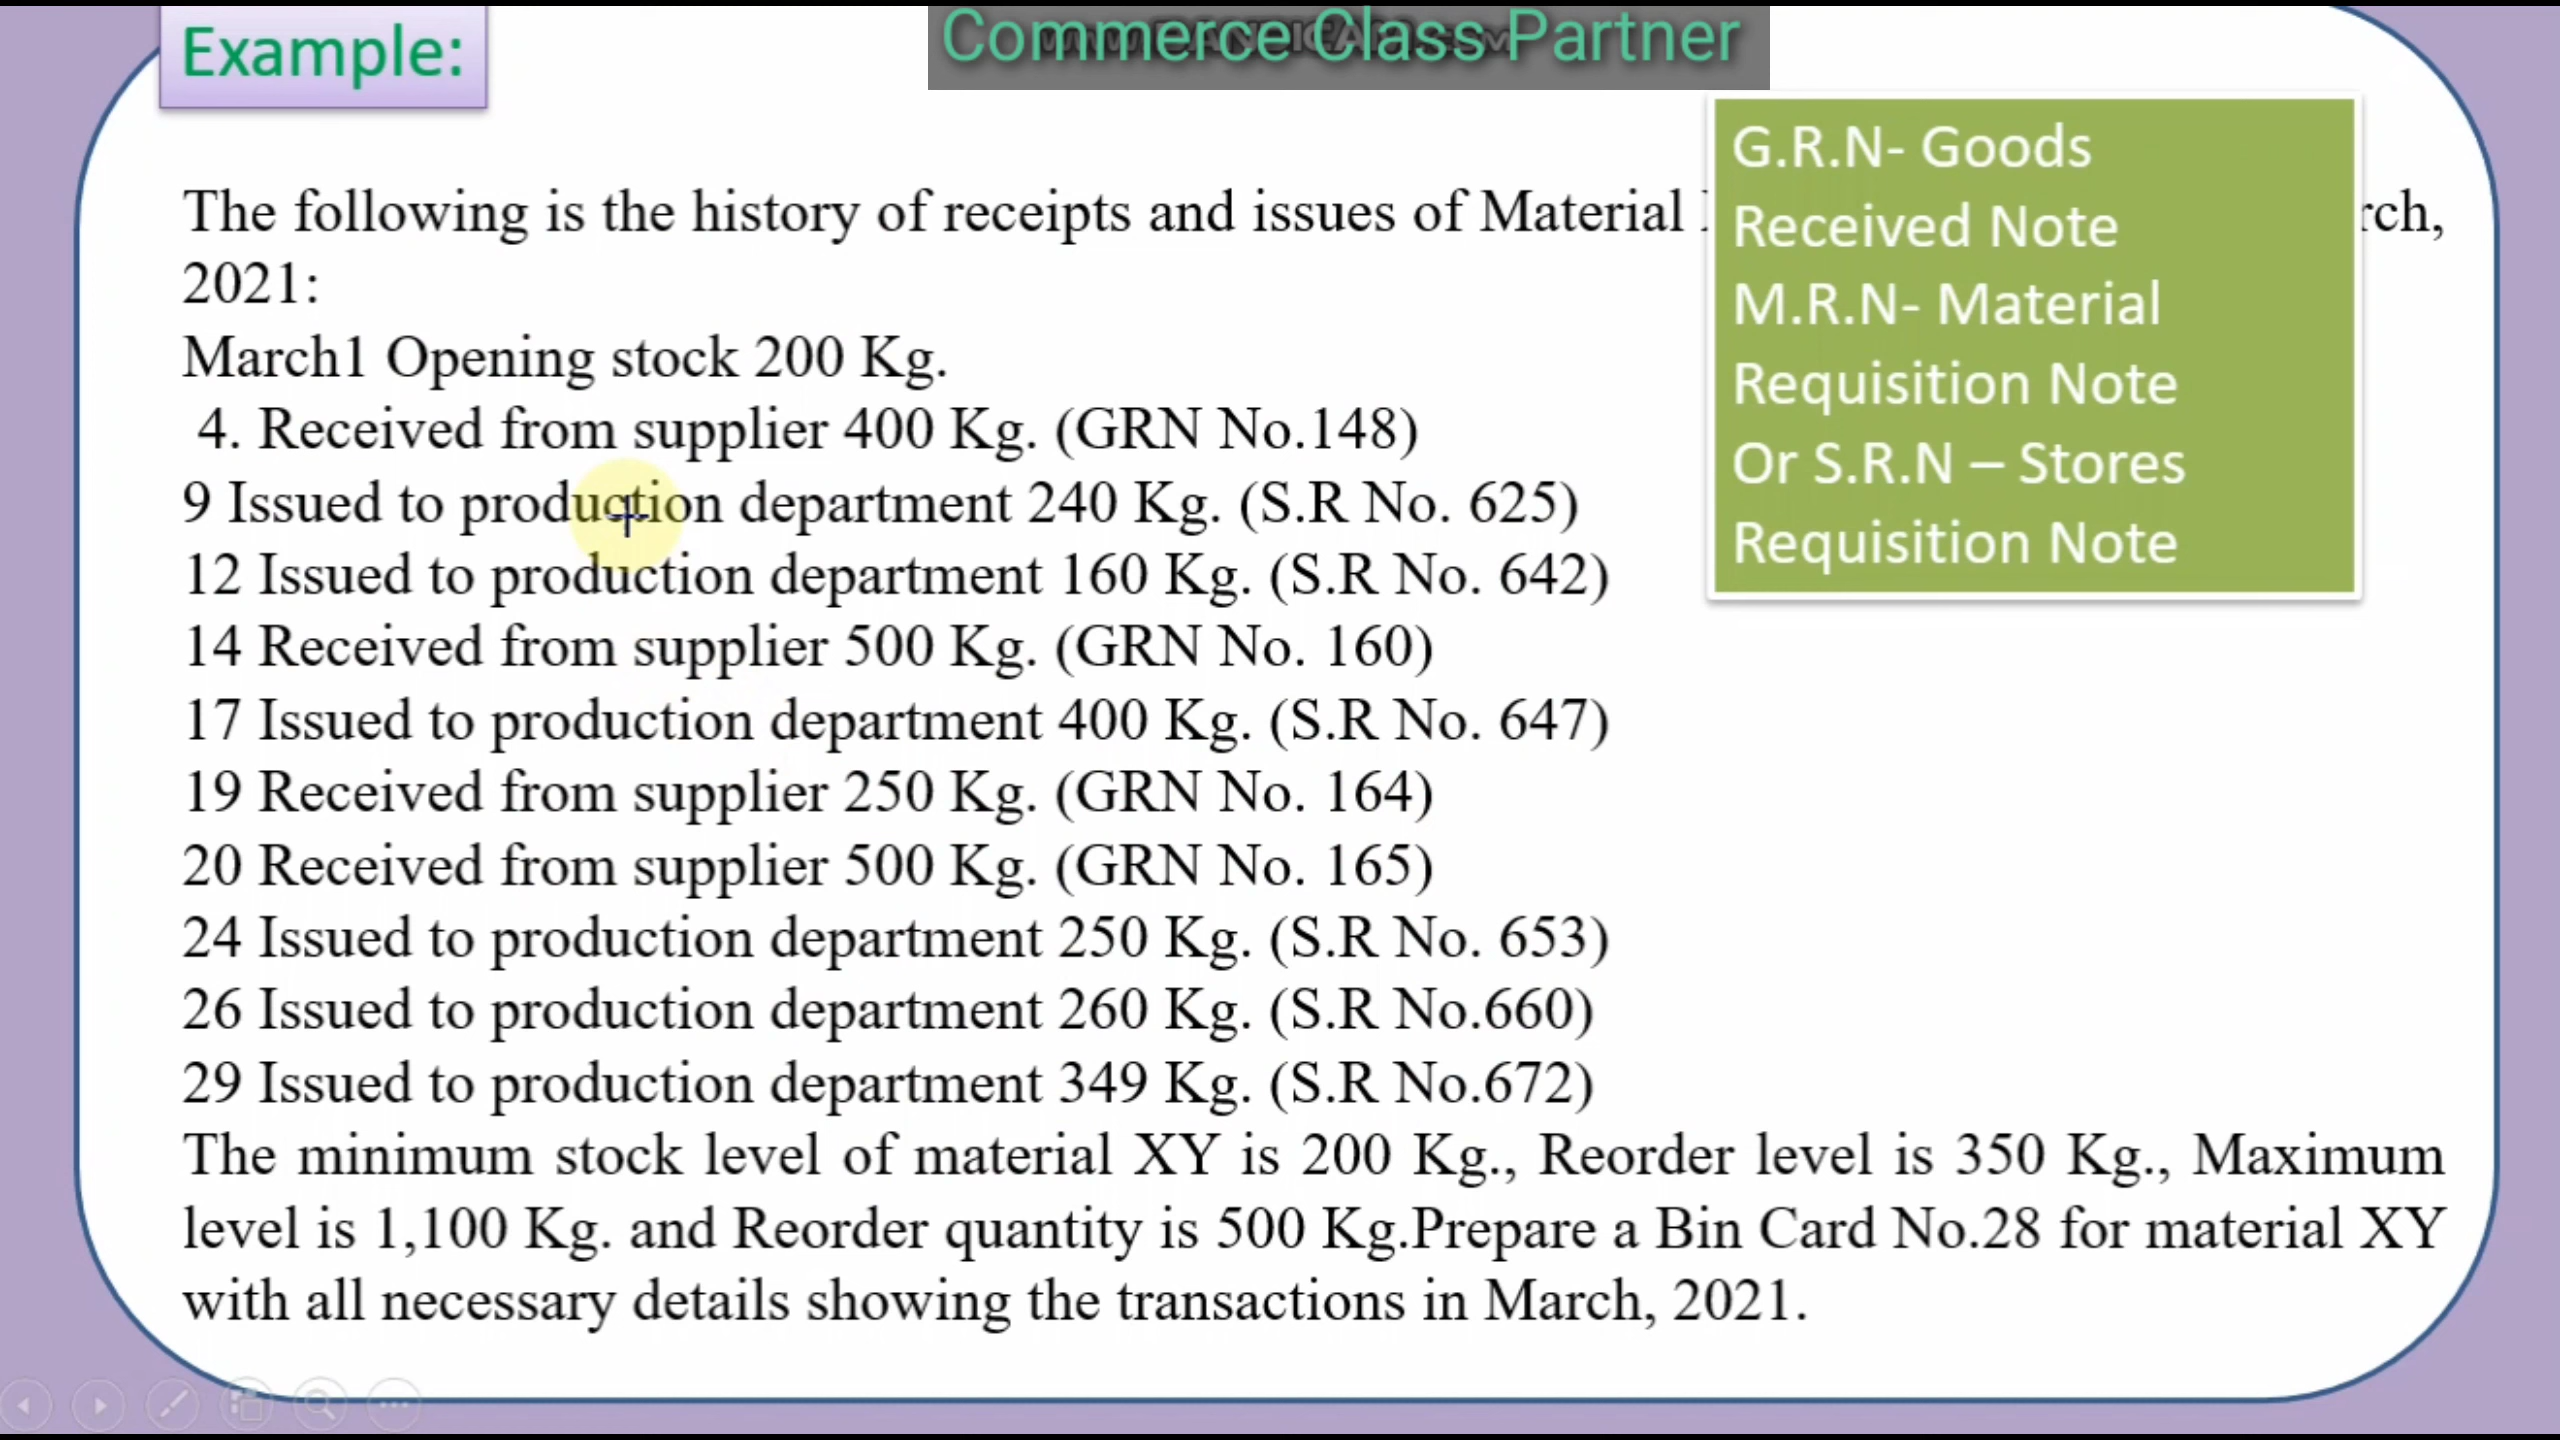 Example:
Commerce Class Partner
G.R.N- Goods
Received Note
M.R.N- Material
Requisition Note
Or S.R.N – Stores
Requisition Note
The following is the history of receipts and issues of Material rch,
2021:
March1 Opening stock 200 Kg.
4. Received from supplier 400 Kg. (GRN No.148)
9 Issued to production department 240 Kg. (S.R No. 625)
12 Issued to production department 160 Kg. (S.R No. 642)
14 Received from supplier 500 Kg. (GRN No. 160)
17 Issued to production department 400 Kg. (S.R No. 647)
19 Received from supplier 250 Kg. (GRN No. 164)
20 Received from supplier 500 Kg. (GRN No. 165)
24 Issued to production department 250 Kg. (S.R No. 653)
26 Issued to production department 260 Kg. (S.R No.660)
29 Issued to production department 349 Kg. (S.R No.672)
The minimum stock level of material XY is 200 Kg., Reorder level is 350 Kg., Maximum
level is 1,100 Kg. and Reorder quantity is 500 Kg.Prepare a Bin Card No.28 for material XY
with all necessary details showing the transactions in March, 2021.